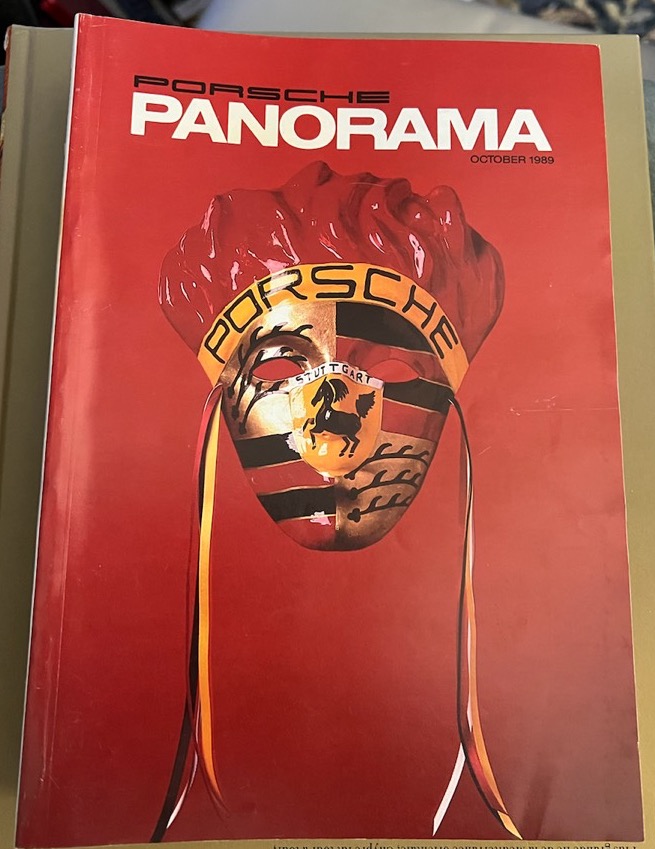 PORSCHE
PANORAMA
OCTOBER 1989
PORSCHE
STUTTGART